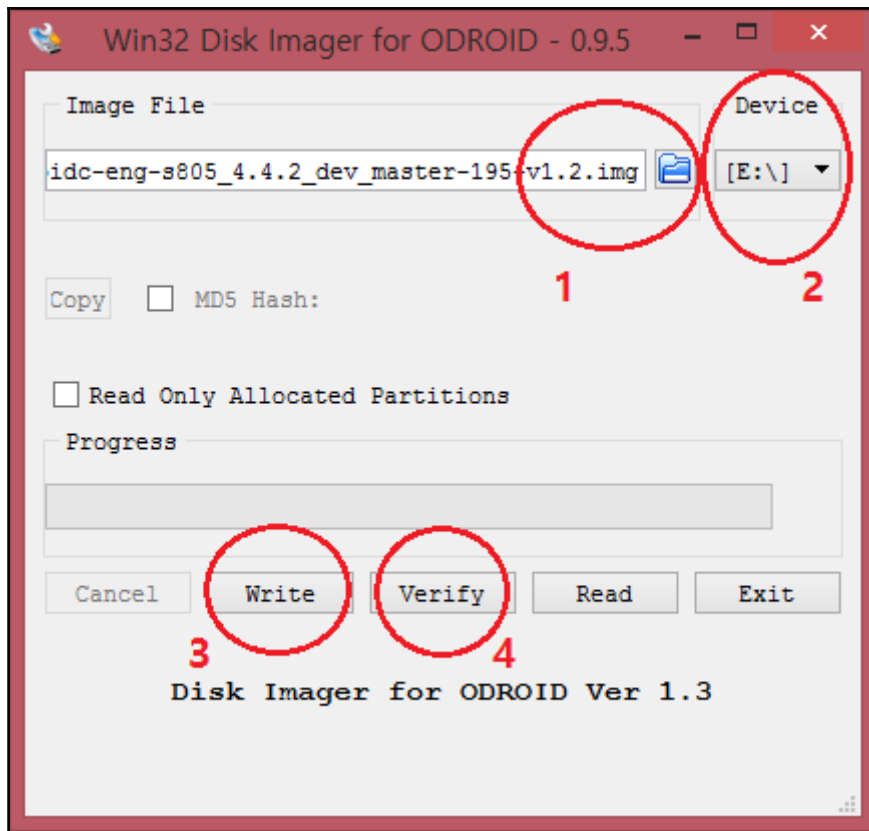 Win32 Disk Imager for ODROID - 0.9.5
Image File
Device
idc-eng-s805_4.4.2_dev_master-195-v1.2.img
[E:\]
1
2
Copy
MD5 Hash:
Read Only Allocated Partitions
Progress
Cancel
Write
Verify
Read
Exit
3
4
Disk Imager for ODROID Ver 1.3